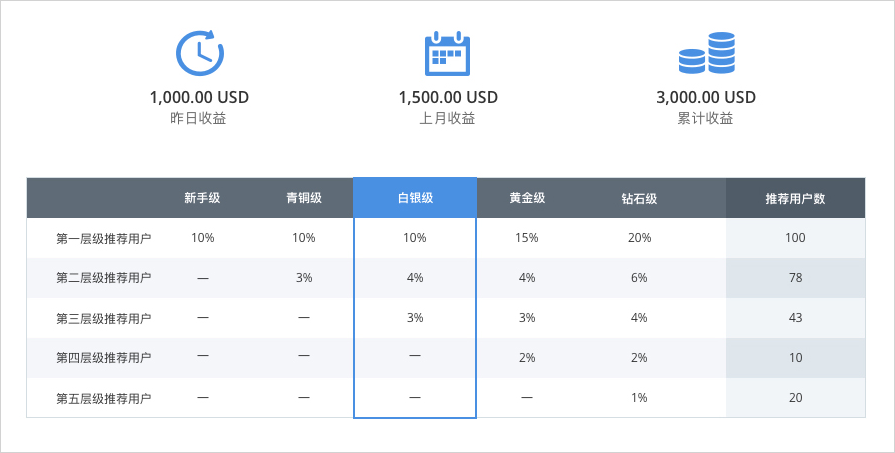 1,000.00 USD 1,500.00 USD 3,000.00 USD
昨日收益 上月收益 累计收益
新手级 青铜级 白银级 黄金级 钻石级 推荐用户数
第一层级推荐用户 10% 10% 10% 15% 20% 100
第二层级推荐用户 — 3% 4% 4% 6% 78
第三层级推荐用户 — — 3% 3% 4% 43
第四层级推荐用户 — — — 2% 2% 10
第五层级推荐用户 — — — — 1% 20